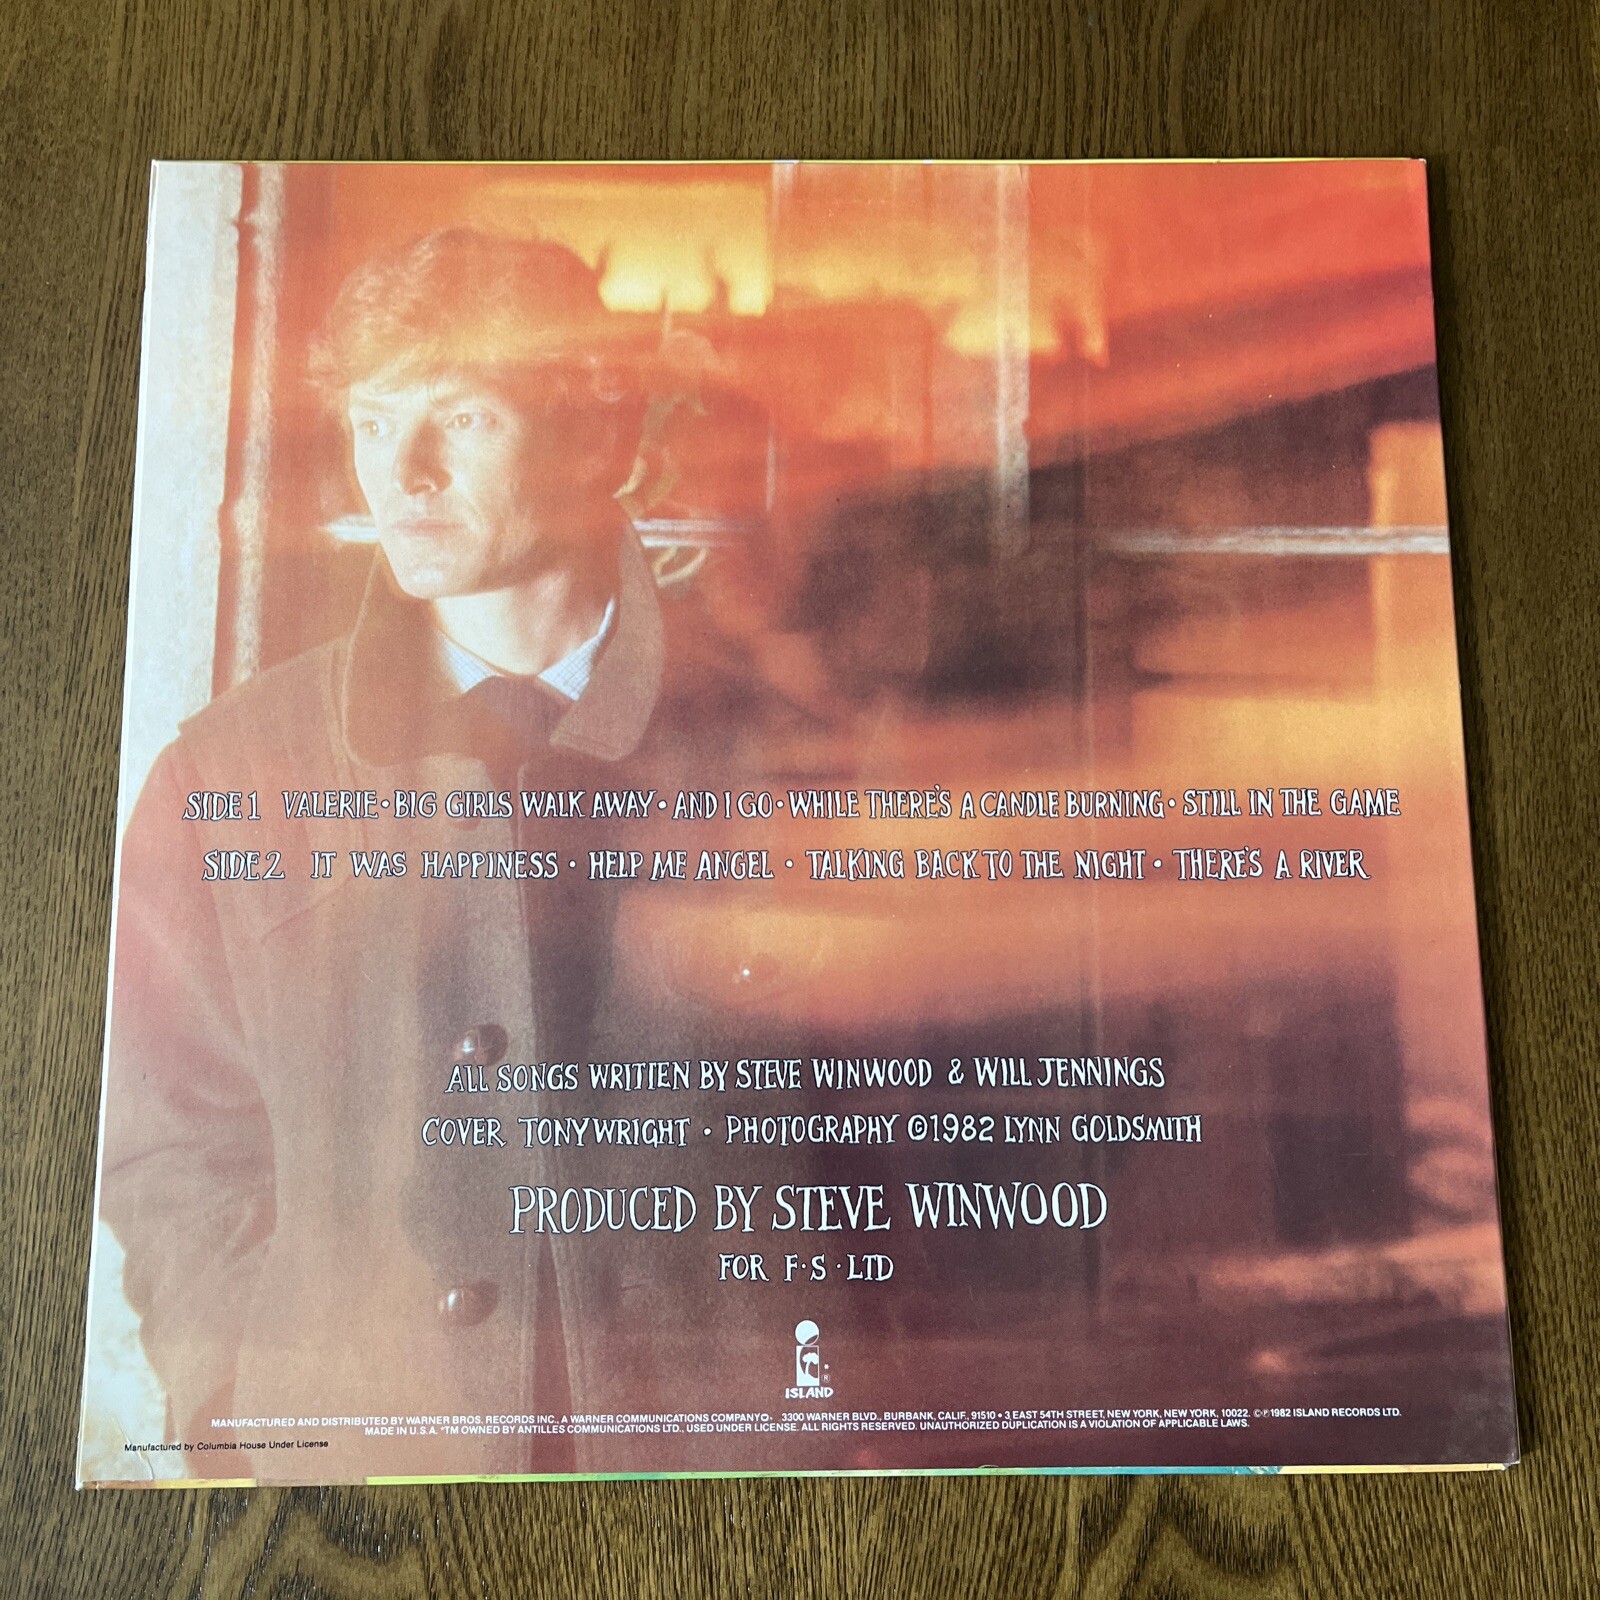 SIDE 1 VALERIE • BIG GIRLS WALK AWAY • AND I GO • WHILE THERE'S A CANDLE BURNING • STILL IN THE GAME
SIDE 2 IT WAS HAPPINESS • HELP ME ANGEL • TALKING BACK TO THE NIGHT • THERE'S A RIVER
ALL SONGS WRITTEN BY STEVE WINWOOD & WILL JENNINGS
COVER TONY WRIGHT • PHOTOGRAPHY ©1982 LYNN GOLDSMITH
PRODUCED BY STEVE WINWOOD
FOR F·S·LTD
ISLAND ®
MANUFACTURED AND DISTRIBUTED BY WARNER BROS. RECORDS INC., A WARNER COMMUNICATIONS COMPANY. 3300 WARNER BLVD., BURBANK, CALIF., 91510 • 3 EAST 54TH STREET, NEW YORK, NEW YORK, 10022. ©℗1982 ISLAND RECORDS LTD.
MADE IN U.S.A. *TM OWNED BY ANTILLES COMMUNICATIONS LTD., USED UNDER LICENSE. ALL RIGHTS RESERVED. UNAUTHORIZED DUPLICATION IS A VIOLATION OF APPLICABLE LAWS.
Manufactured by Columbia House Under License